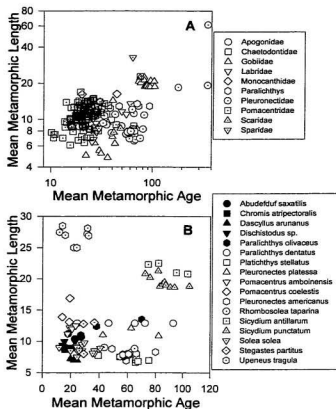 A
80
60
40
20
10
8
6
4
Mean Metamorphic Length
10
100
Mean Metamorphic Age
Apogonidae
Chaetodontidae
Gobiidae
Labridae
Monocanthidae
Paralichthys
Pleuronectidae
Pomacentridae
Scaridae
Sparidae
B
30
25
20
15
10
5
Mean Metamorphic Length
0
20
40
60
80
100
120
Mean Metamorphic Age
Abudefduf saxatilis
Chromis atripectoralis
Dascyllus aruanus
Dischistodus sp.
Paralichthys olivaceus
Paralichthys dentatus
Platichthys stellatus
Pleuronectes platessa
Pomacentrus amboinensis
Pomacentrus coelestis
Pleuronectes americanus
Rhombosolea taparina
Sicydium antillarum
Sicydium punctatum
Solea solea
Stegastes partitus
Upeneus tragula